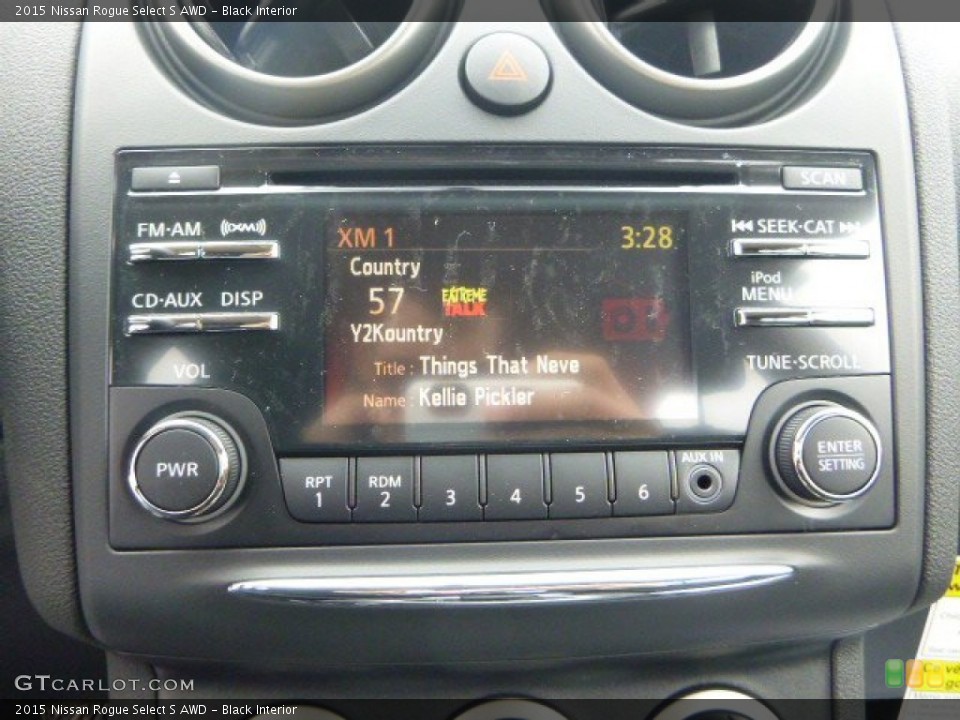 2015 Nissan Rogue Select S AWD - Black Interior
SCAN
FM·AM ((XM)) SEEK·CAT
XM 1 3:28
Country
57 EXTREME TALK
Y2Kountry
Title : Things That Neve
Name : Kellie Pickler
CD·AUX DISP
iPod
MENU
VOL
TUNE·SCROLL
PWR
RPT 1
RDM 2
3 4 5 6
AUX IN
ENTER
SETTING
GTCARLOT.COM
2015 Nissan Rogue Select S AWD - Black Interior